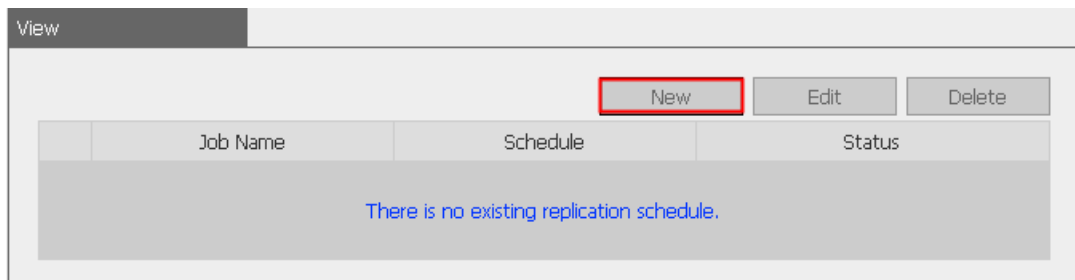 View
New Edit Delete
Job Name Schedule Status
There is no existing replication schedule.